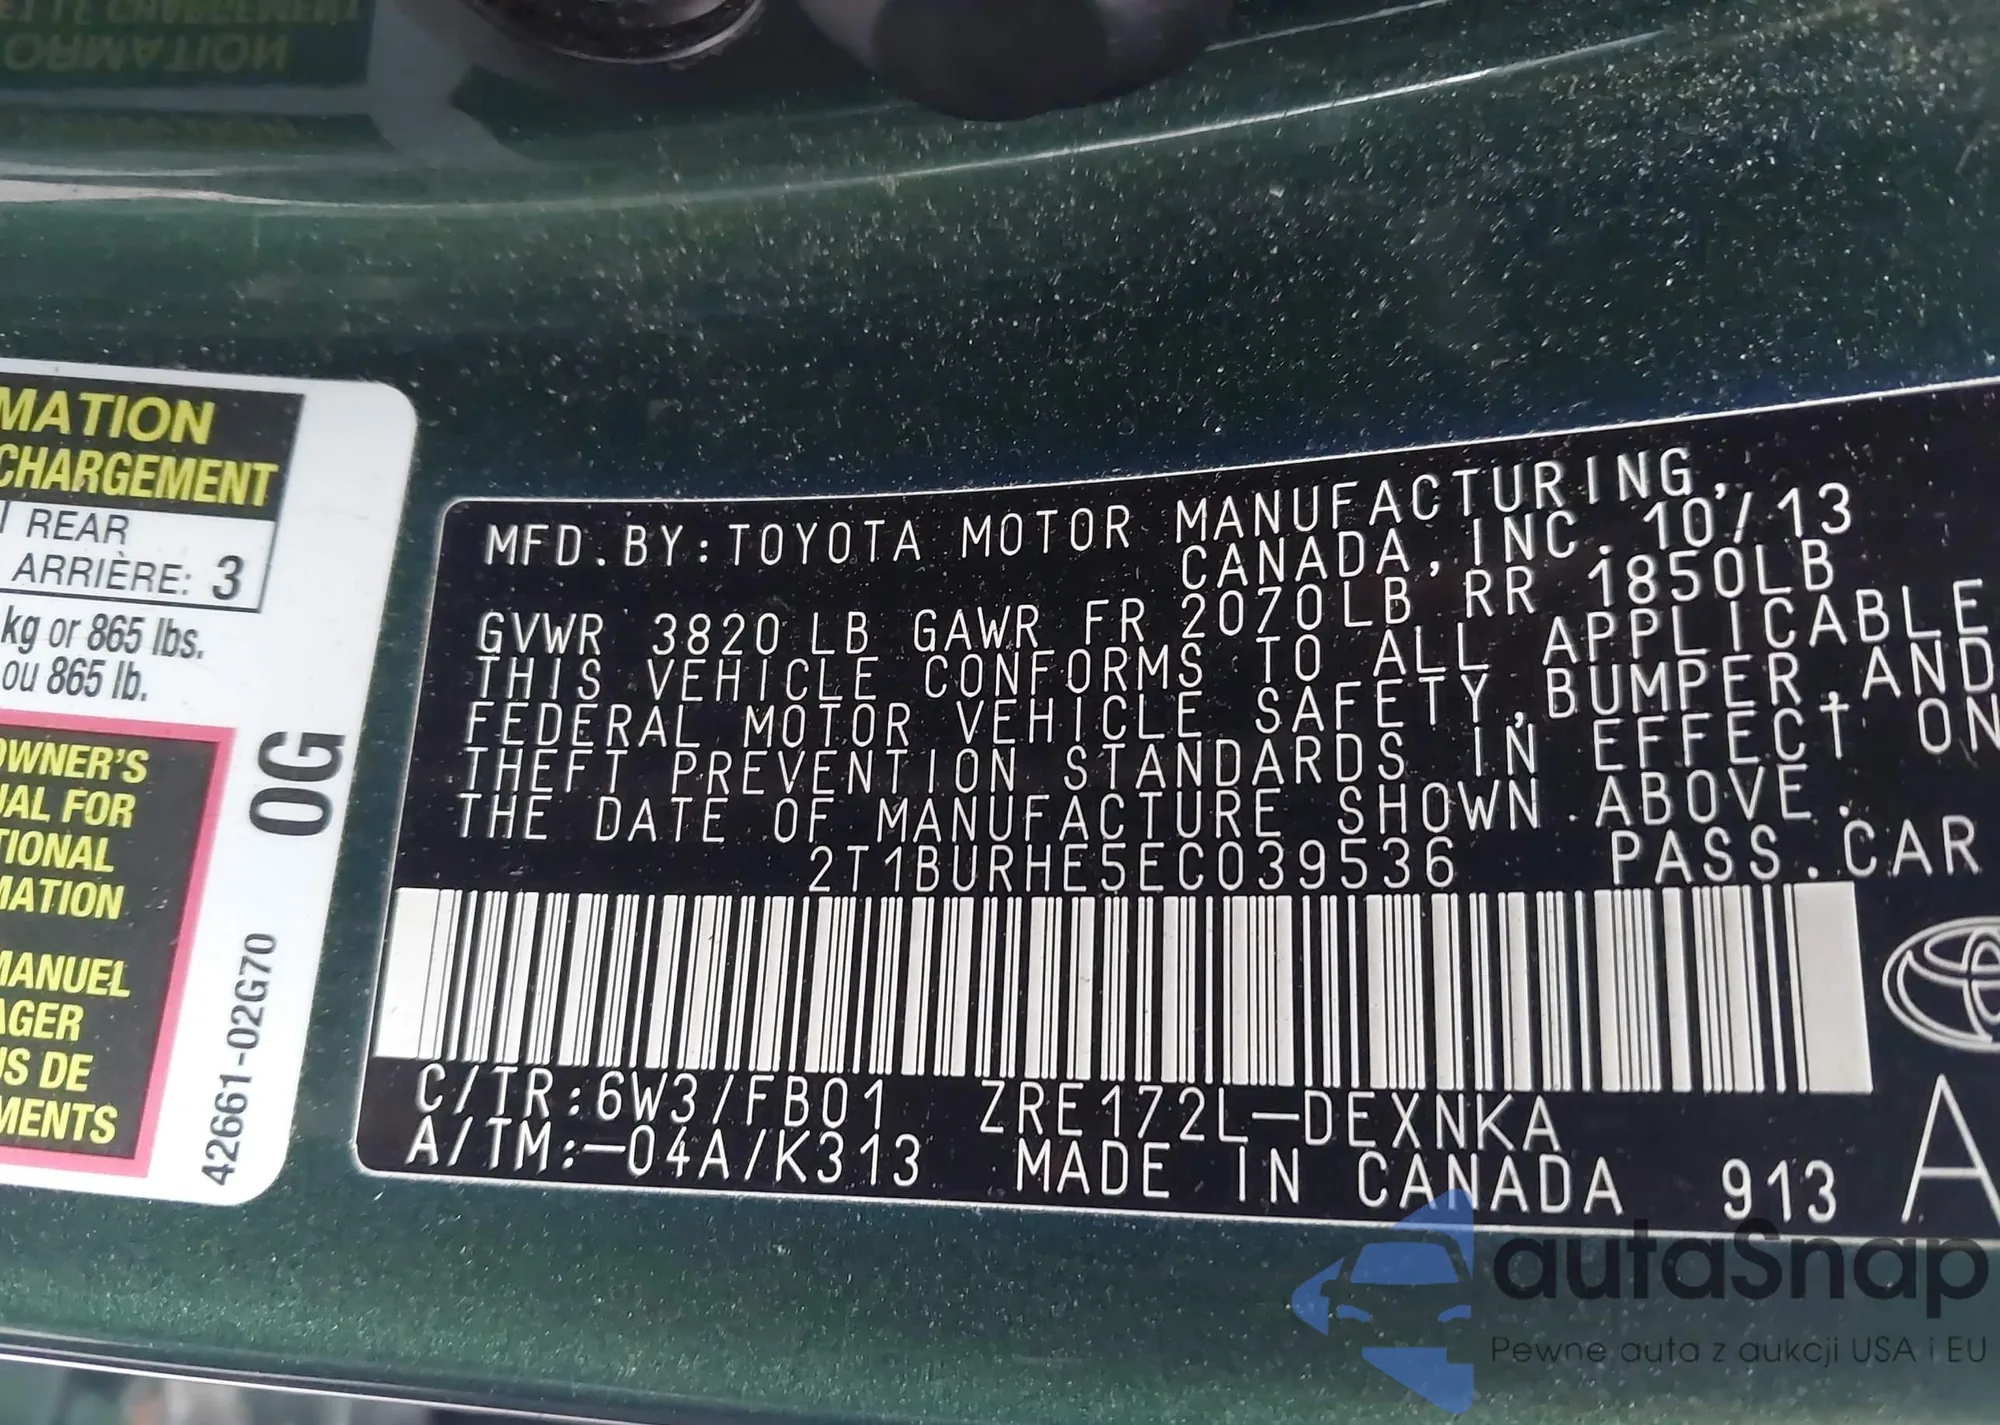 ORMATION
MATION
CHARGEMENT
REAR
ARRIÈRE: 3
kg or 865 lbs.
ou 865 lb.
OWNER'S
UAL FOR
TIONAL
MATION
MANUEL
AGER
US DE
MENTS
0G
42661-02G70
MFD.BY:TOYOTA MOTOR MANUFACTURING,
CANADA,INC. 10/13
GVWR 3820 LB GAWR FR 2070LB RR 1850LB
THIS VEHICLE CONFORMS TO ALL APPLICABLE
FEDERAL MOTOR VEHICLE SAFETY,BUMPER,AND
THEFT PREVENTION STANDARDS IN EFFECT ON
THE DATE OF MANUFACTURE SHOWN ABOVE.
2T1BURHE5EC039536 PASS.CAR
C/TR:6W3/FB01 ZRE172L-DEXNKA
A/TM:-04A/K313 MADE IN CANADA 913 A
autaSnap
Pewne auta z aukcji USA i EU